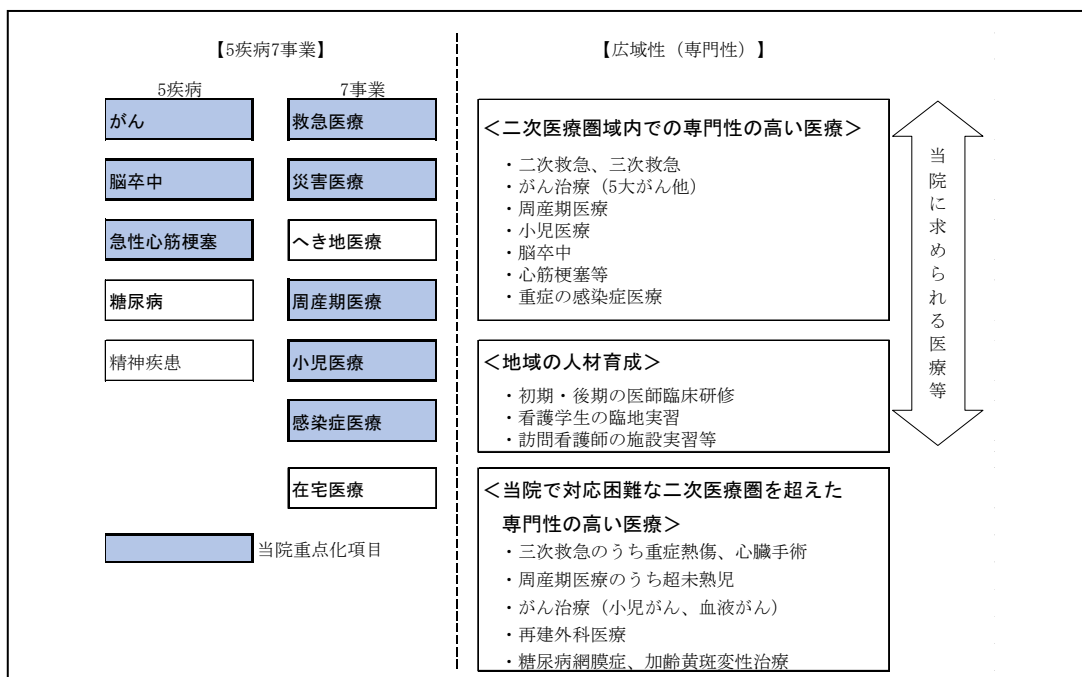 【5疾病7事業】
5疾病
がん
脳卒中
急性心筋梗塞
糖尿病
精神疾患
7事業
救急医療
災害医療
へき地医療
周産期医療
小児医療
感染症医療
在宅医療
当院重点化項目
【広域性（専門性）】
＜二次医療圏域内での専門性の高い医療＞
・二次救急、三次救急
・がん治療（5大がん他）
・周産期医療
・小児医療
・脳卒中
・心筋梗塞等
・重症の感染症医療
＜地域の人材育成＞
・初期・後期の医師臨床研修
・看護学生の臨地実習
・訪問看護師の施設実習等
＜当院で対応困難な二次医療圏を超えた
専門性の高い医療＞
・三次救急のうち重症熱傷、心臓手術
・周産期医療のうち超未熟児
・がん治療（小児がん、血液がん）
・再建外科医療
・糖尿病網膜症、加齢黄斑変性治療
当院に求められる医療等